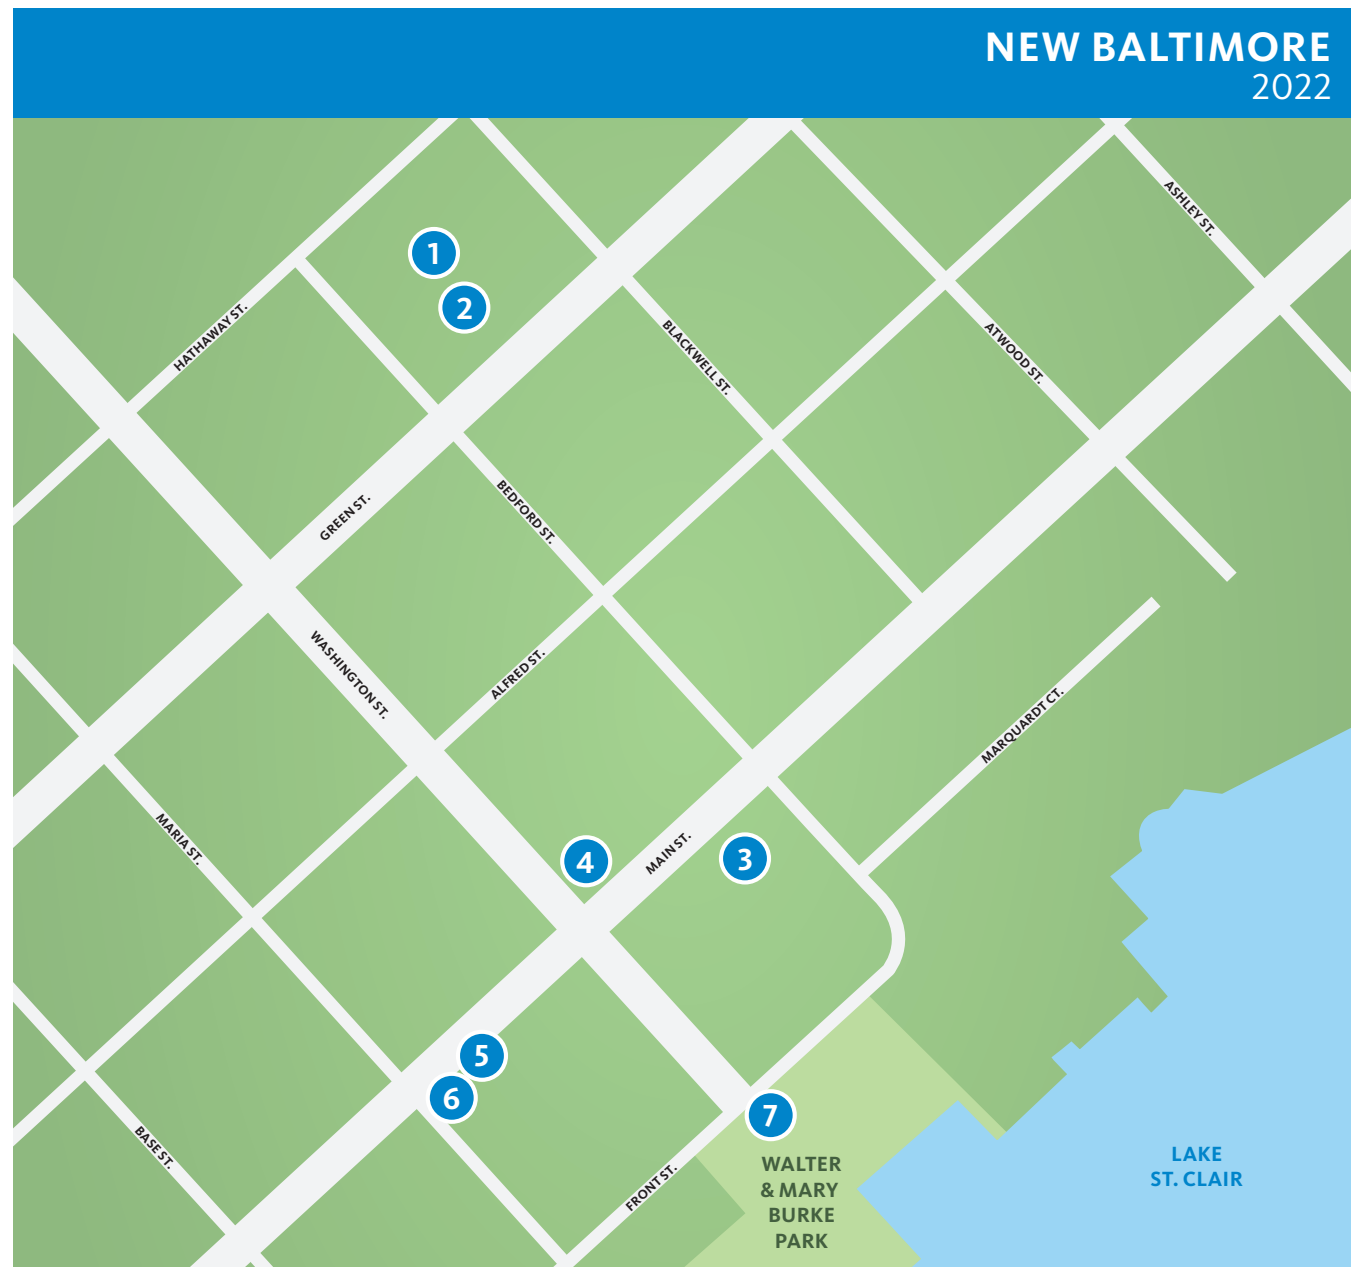 NEW BALTIMORE
2022
ASHLEY ST.
1
2
HATHAWAY ST.
BLACKWELL ST.
ATWOOD ST.
GREEN ST.
BEDFORD ST.
WASHINGTON ST.
ALFRED ST.
MARQUARDT CT.
MARIA ST.
MAIN ST.
4
3
5
6
7
BASE ST.
FRONT ST.
WALTER
& MARY
BURKE
PARK
LAKE
ST. CLAIR